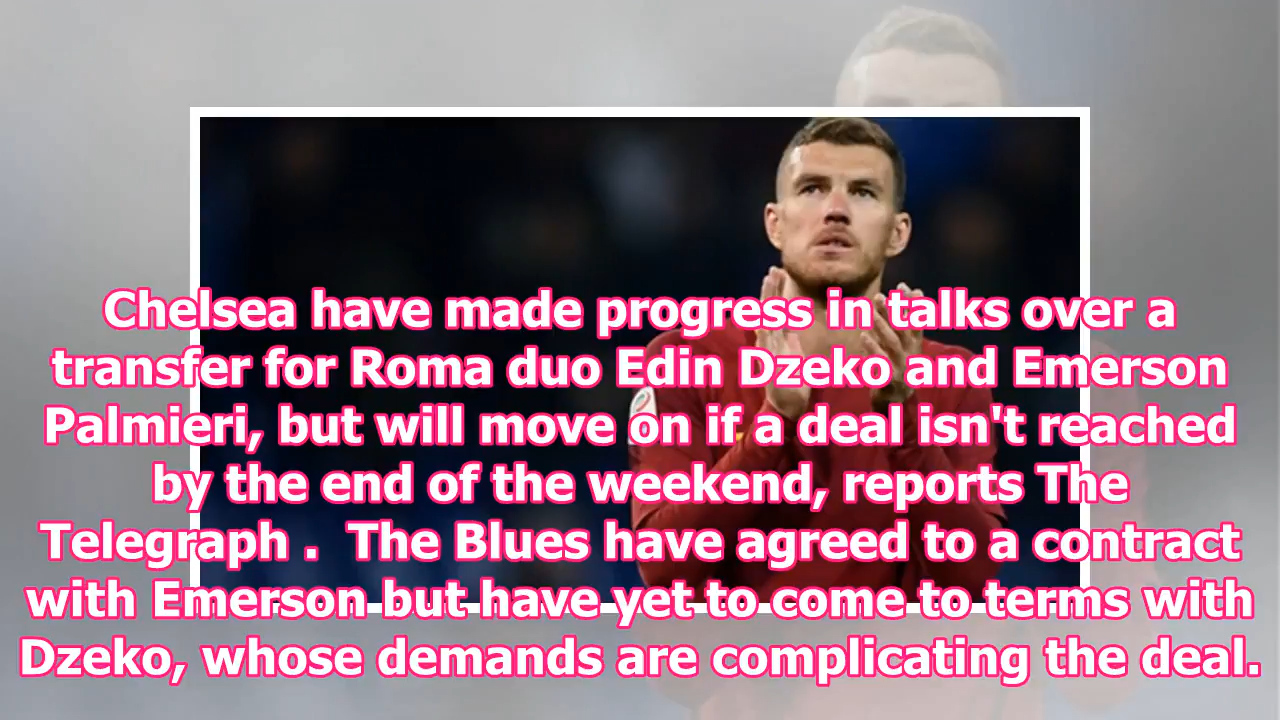 Chelsea have made progress in talks over a
transfer for Roma duo Edin Dzeko and Emerson
Palmieri, but will move on if a deal isn't reached
by the end of the weekend, reports The
Telegraph .  The Blues have agreed to a contract
with Emerson but have yet to come to terms with
Dzeko, whose demands are complicating the deal.